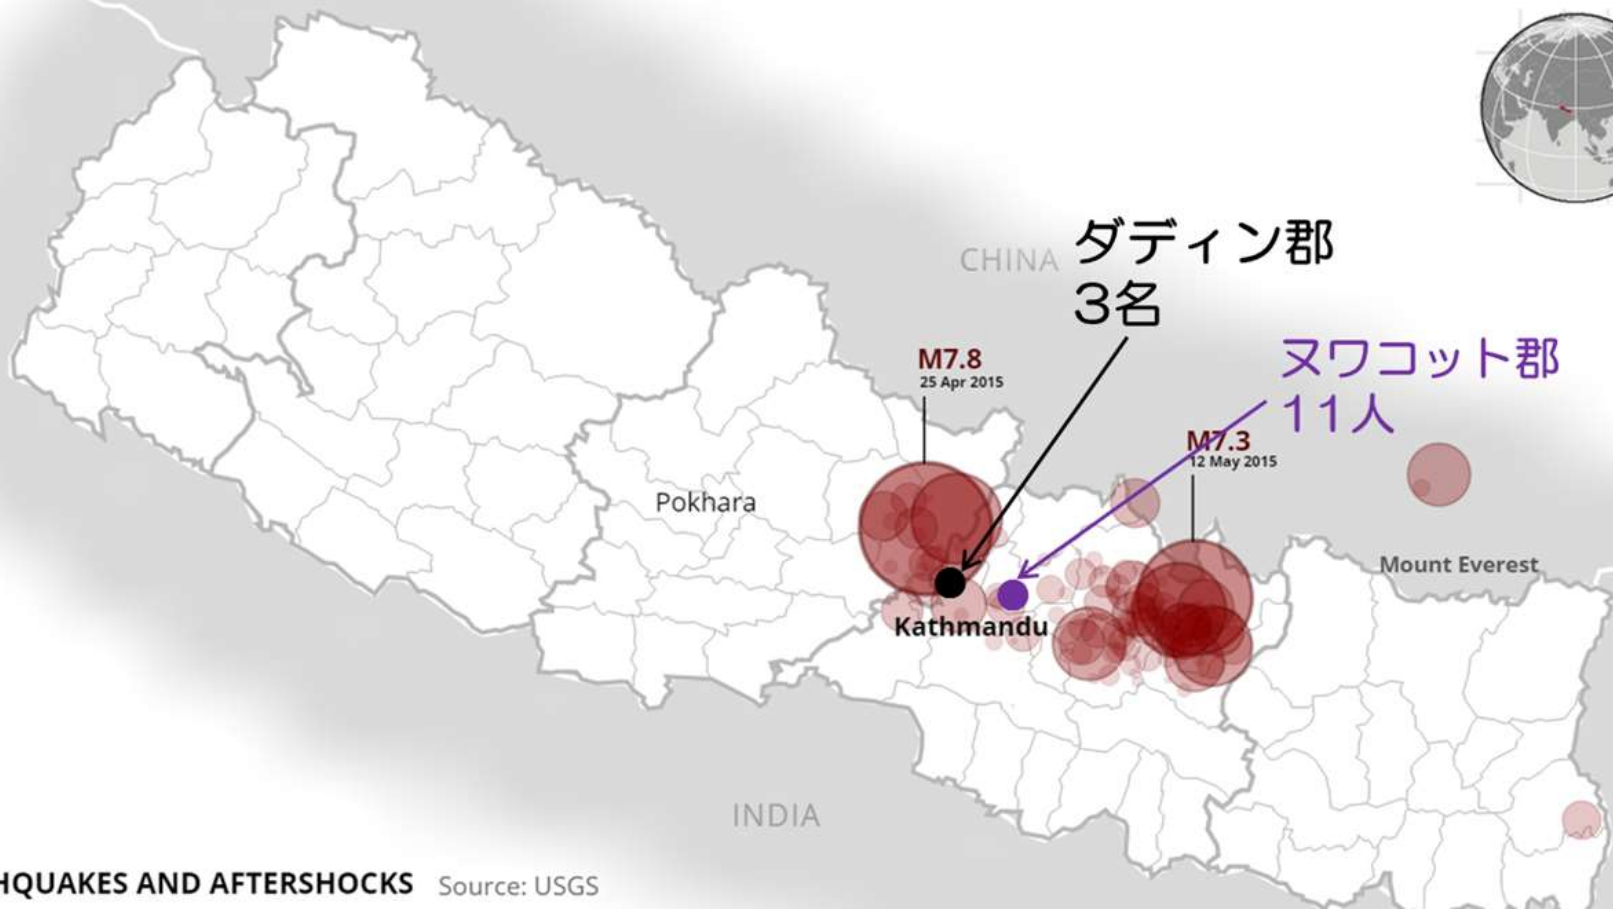 CHINA
ダディン郡
3名
M7.8
25 Apr 2015
ヌワコット郡
11人
M7.3
12 May 2015
Pokhara
Mount Everest
Kathmandu
INDIA
HQUAKES AND AFTERSHOCKS Source: USGS